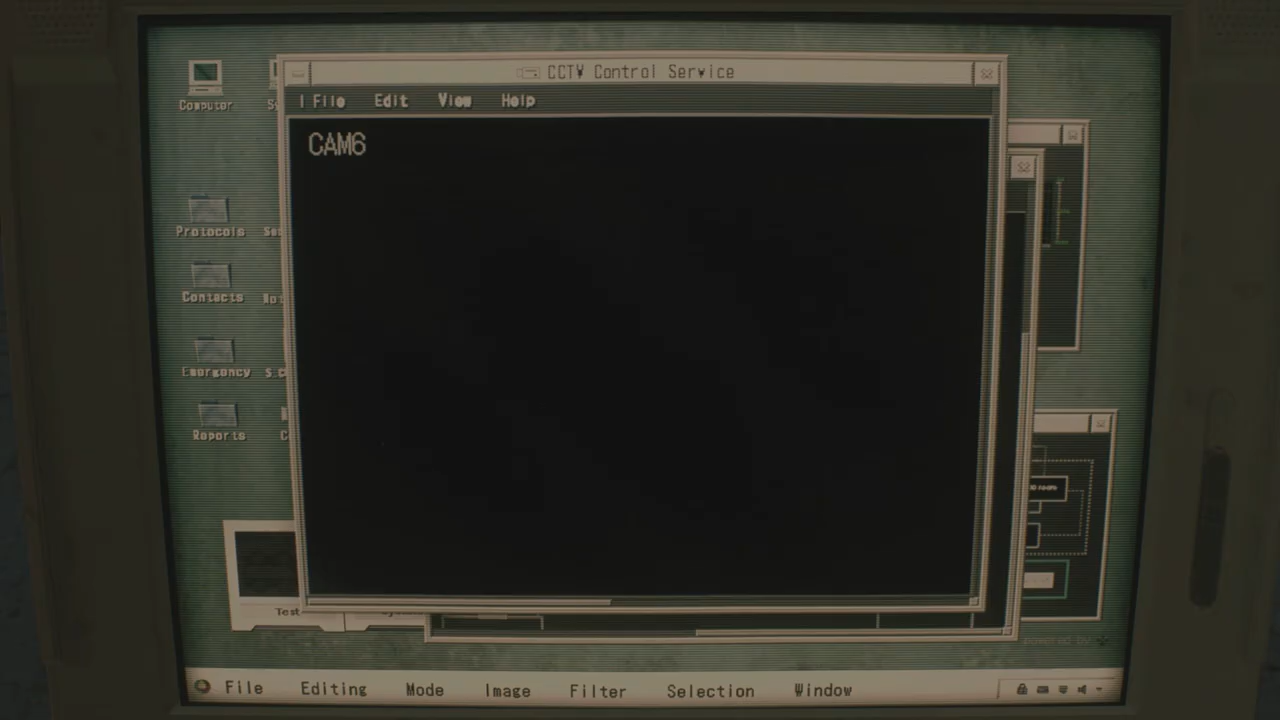 CCTV Control Service
File Edit View Help
CAM6
Computer
Protocols
Contacts
Emergency
Reports
Test
File Editing Mode Image Filter Selection Window